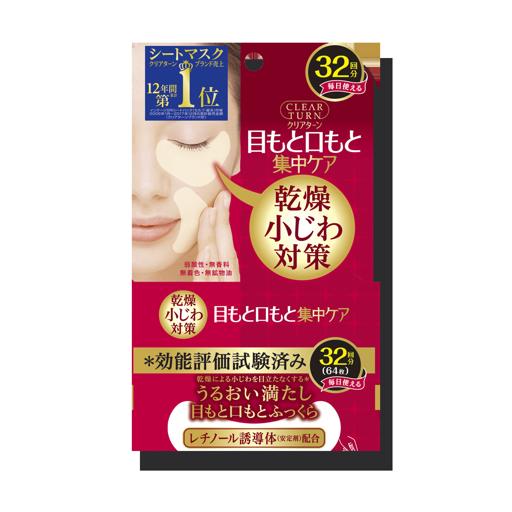 シートマスク
クリアターン ブランド売上
12年間
第1位
32回分
毎日使える
CLEAR
TURN
クリアターン
目もと口もと
集中ケア
乾燥
小じわ
対策
弱酸性・無香料
無着色・無鉱物油
乾燥
小じわ
対策
目もと口もと集中ケア
*効能評価試験済み
32回分
(64枚)
毎日使える
乾燥による小じわを目立たなくする*
うるおい満たし
目もと口もとふっくら
レチノール誘導体(安定剤)配合